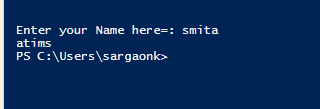 Enter your Name here=: smita
atims
PS C:\Users\sargaonk>